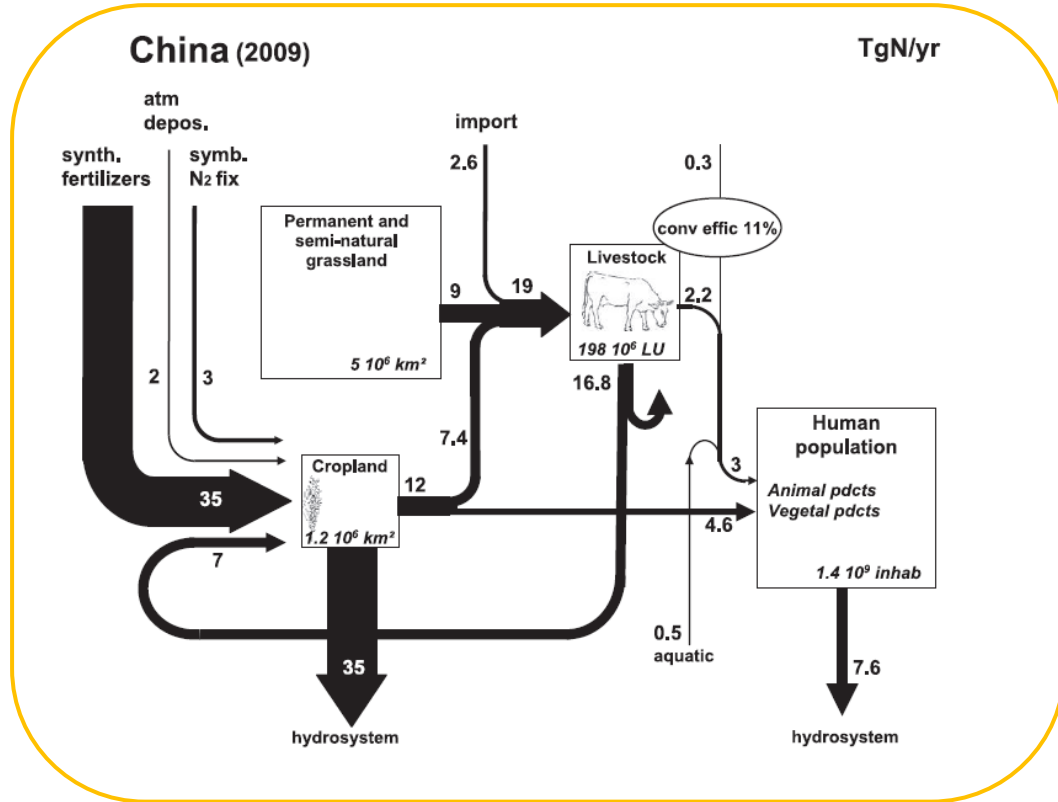 China (2009)
TgN/yr
atm
depos.
import
synth.
fertilizers
symb.
N₂ fix
2.6
0.3
Permanent and
semi-natural
grassland
conv effic 11%
Livestock
9
19
2.2
5 10⁶ km²
198 10⁶ LU
2
3
16.8
7.4
Human
population
Cropland
12
3
35
Animal pdcts
Vegetal pdcts
4.6
1.2 10⁶ km²
7
1.4 10⁹ inhab
0.5
aquatic
35
7.6
hydrosystem
hydrosystem